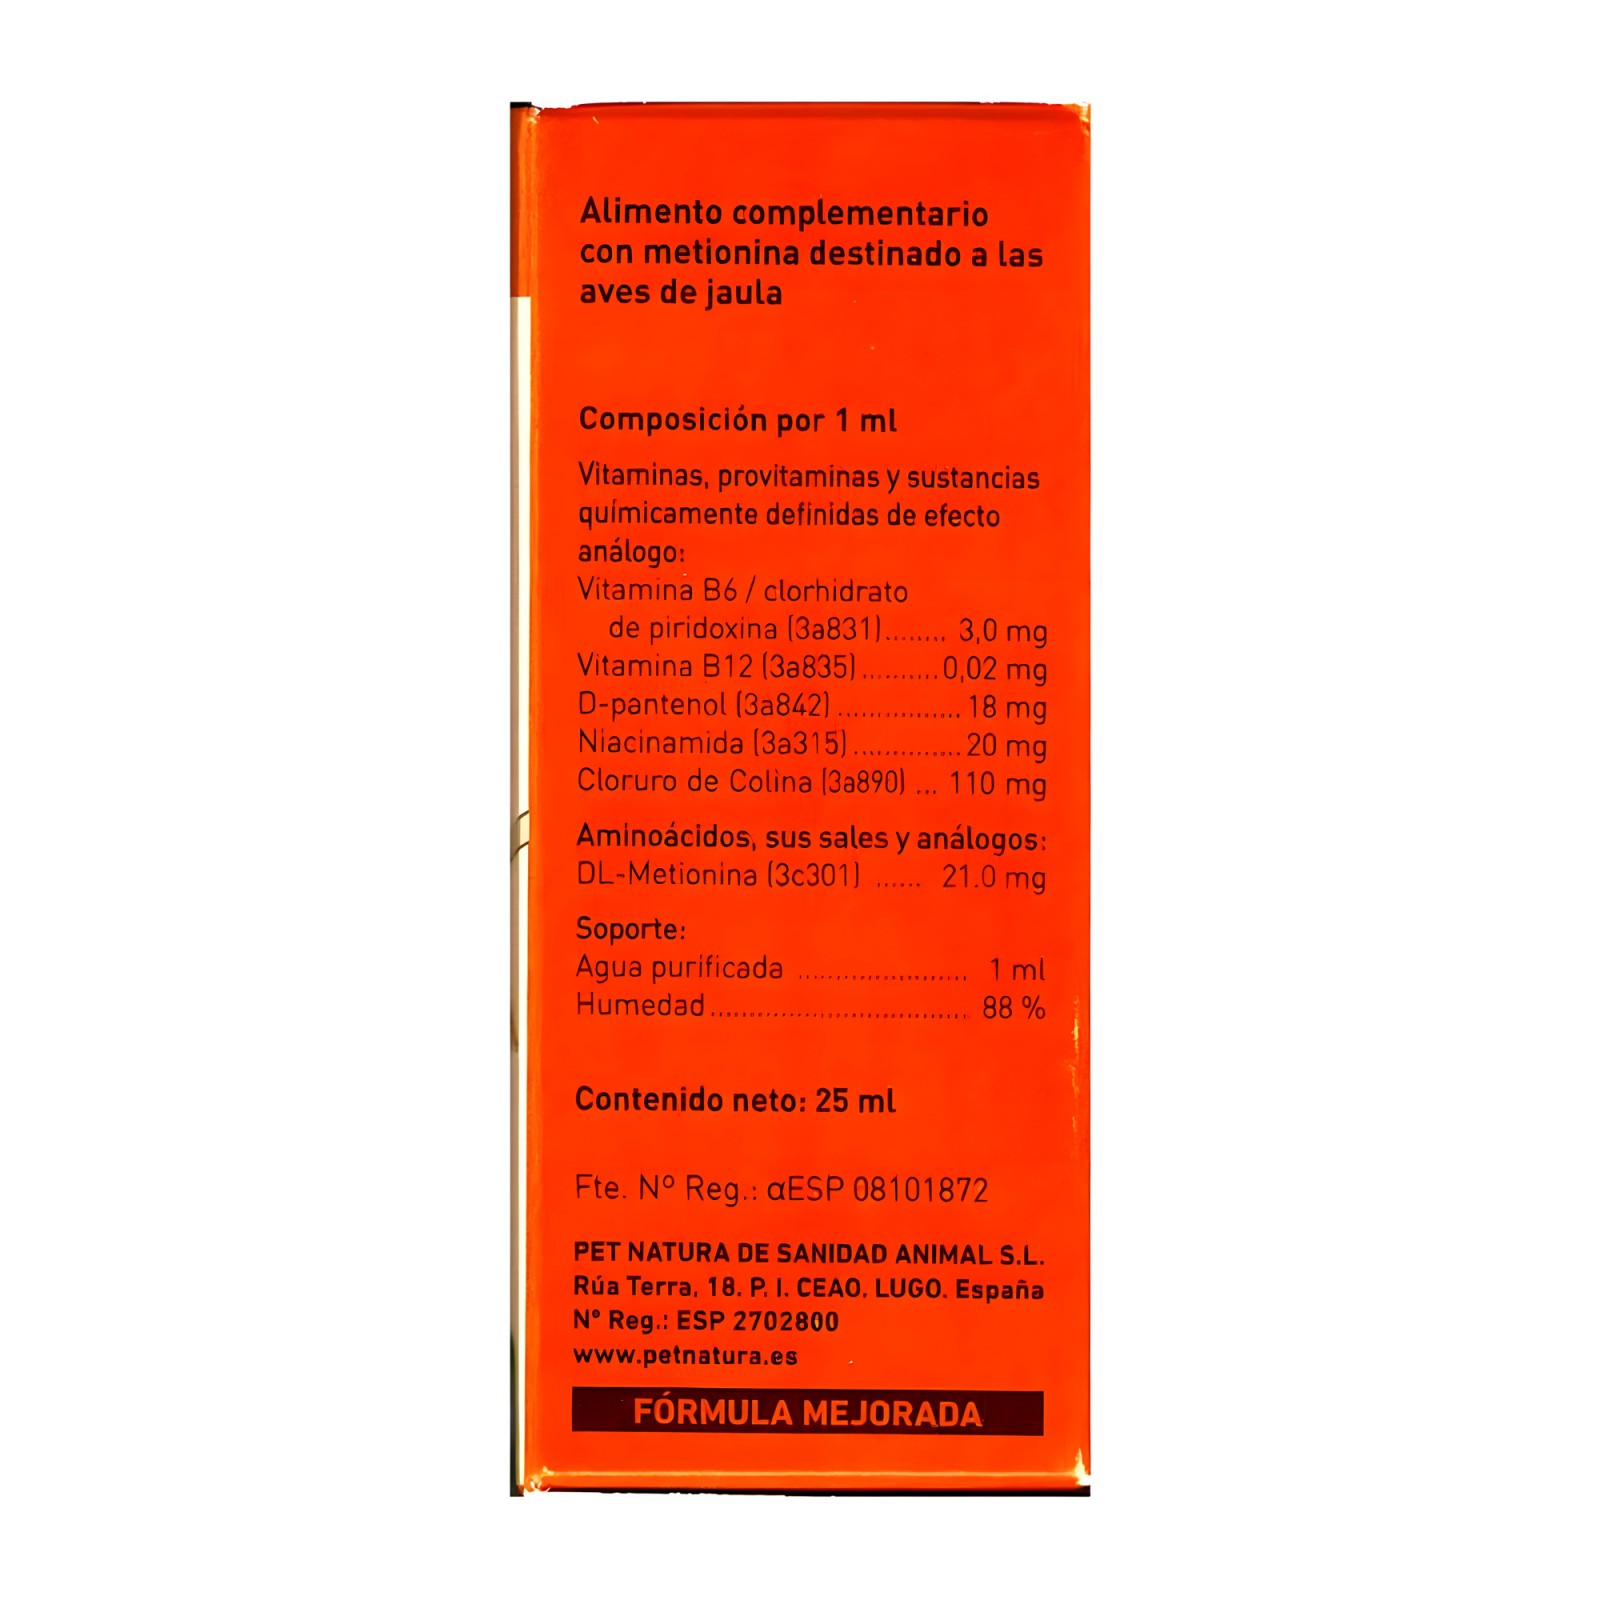 Alimento complementario
con metionina destinado a las
aves de jaula
Composición por 1 ml
Vitaminas, provitaminas y sustancias
químicamente definidas de efecto
análogo:
Vitamina B6 / clorhidrato
de piridoxina (3a831)........ 3,0 mg
Vitamina B12 (3a835)..........0,02 mg
D-pantenol (3a842)................ 18 mg
Niacinamida (3a315)..............20 mg
Cloruro de Colina (3a890) ... 110 mg
Aminoácidos, sus sales y análogos:
DL-Metionina (3c301) ...... 21.0 mg
Soporte:
Agua purificada ....................... 1 ml
Humedad................................... 88 %
Contenido neto: 25 ml
Fte. Nº Reg.: αESP 08101872
PET NATURA DE SANIDAD ANIMAL S.L.
Rúa Terra, 18. P. I. CEAO. LUGO. España
Nº Reg.: ESP 2702800
www.petnatura.es
FÓRMULA MEJORADA